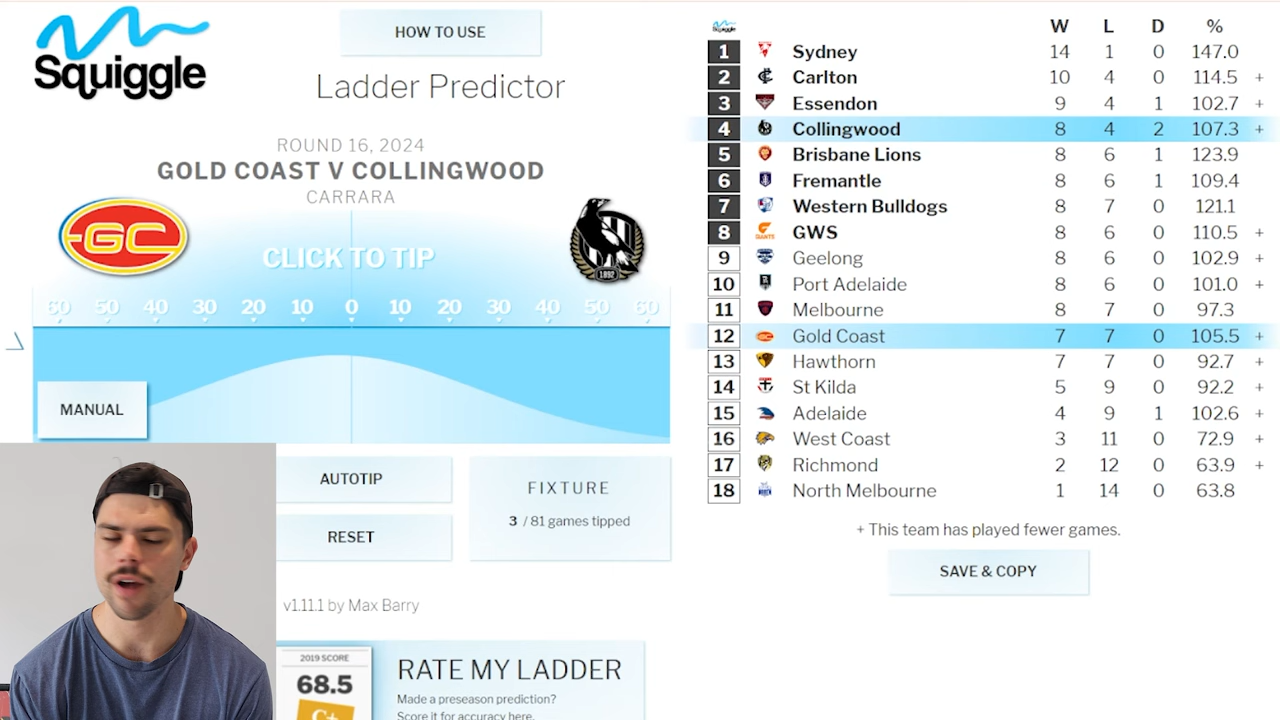 Squiggle
HOW TO USE
Ladder Predictor
ROUND 16, 2024
GOLD COAST V COLLINGWOOD
CARRARA
GC
1892
CLICK TO TIP
60 50 40 30 20 10 0 10 20 30 40 50 60
MANUAL
AUTOTIP
RESET
FIXTURE
3 / 81 games tipped
v1.11.1 by Max Barry
2019 SCORE
68.5
C+
RATE MY LADDER
Made a preseason prediction?
Score it for accuracy here.
W L D %
1 Sydney 14 1 0 147.0
2 Carlton 10 4 0 114.5 +
3 Essendon 9 4 1 102.7 +
4 Collingwood 8 4 2 107.3 +
5 Brisbane Lions 8 6 1 123.9
6 Fremantle 8 6 1 109.4
7 Western Bulldogs 8 7 0 121.1
8 GWS 8 6 0 110.5 +
9 Geelong 8 6 0 102.9 +
10 Port Adelaide 8 6 0 101.0 +
11 Melbourne 8 7 0 97.3
12 Gold Coast 7 7 0 105.5 +
13 Hawthorn 7 7 0 92.7 +
14 St Kilda 5 9 0 92.2 +
15 Adelaide 4 9 1 102.6 +
16 West Coast 3 11 0 72.9 +
17 Richmond 2 12 0 63.9 +
18 North Melbourne 1 14 0 63.8
+ This team has played fewer games.
SAVE & COPY